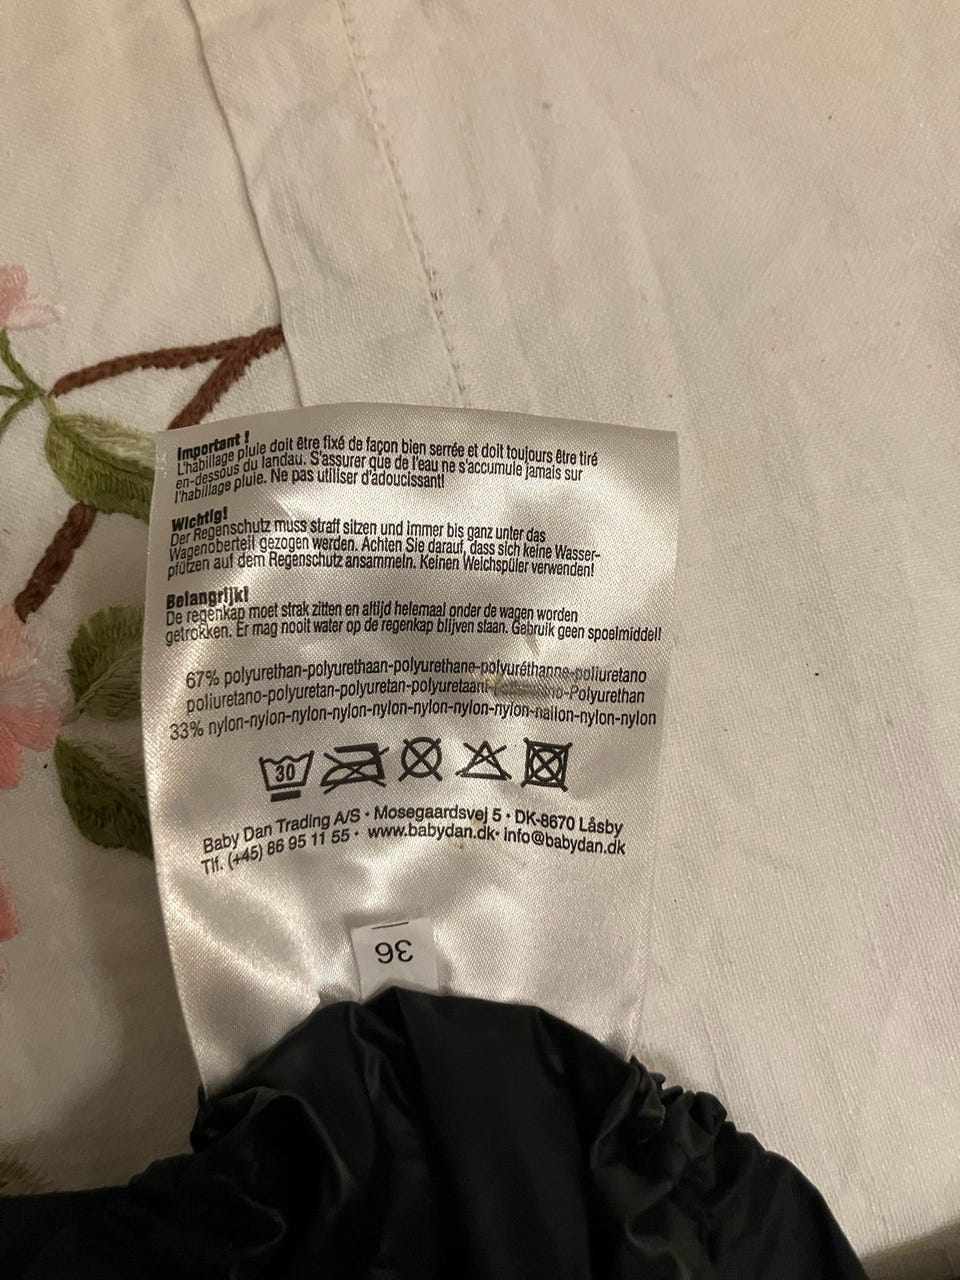 Important !
L'habillage pluie doit être fixé de façon bien serrée et doit toujours être tiré
en-dessous du landau. S'assurer que de l'eau ne s'accumule jamais sur
l'habillage pluie. Ne pas utiliser d'adoucissant!
Wichtig!
Der Regenschutz muss straff sitzen und immer bis ganz unter das
Wagenoberteil gezogen werden. Achten Sie darauf, dass sich keine Wasser-
pfützen auf dem Regenschutz ansammeln. Keinen Weichspüler verwenden!
Belangrijk!
De regenkap moet strak zitten en altijd helemaal onder de wagen worden
getrokken. Er mag nooit water op de regenkap blijven staan. Gebruik geen spoelmiddel!
67% polyurethan-polyurethaan-polyurethane-polyuréthanne-poliuretano
poliuretano-polyuretan-polyuretan-polyuretaani-Polyurethan
33% nylon-nylon-nylon-nylon-nylon-nylon-nylon-nylon-nailon-nylon-nylon
30
Baby Dan Trading A/S · Mosegaardsvej 5 · DK-8670 Låsby
Tlf. (+45) 86 95 11 55 · www.babydan.dk· info@babydan.dk
36